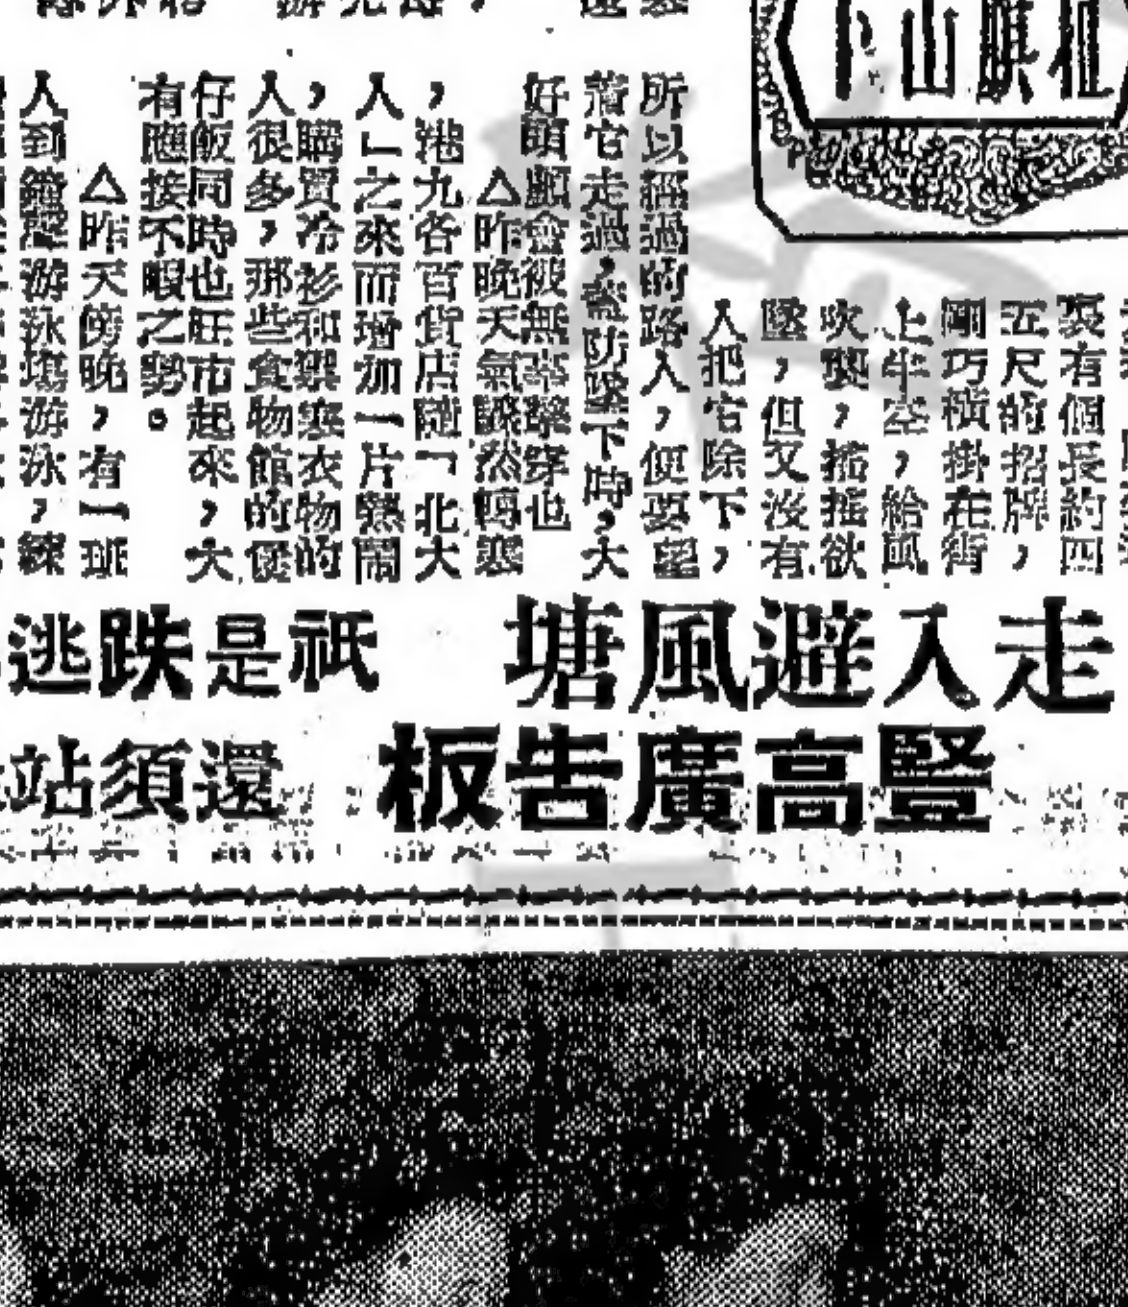 旗山下
裏有個長約四
五尺的招牌，
剛巧橫掛在街
上半空，給風
吹襲，搖搖欲
墜，但又沒有
人把它除下，
所以經過的路人，便要望
着它走過，當防墜下時，大
好頭顱會被無辜擊穿也
△昨晚天氣驟然轉寒
，港九各百貨店隨「北大
人」之來而增加一片熱鬧
，購買冷衫和禦寒衣物的
人很多，那些食物館的煲
仔飯同時也旺市起來，大
有應接不暇之勢。
△昨天傍晚，有一班
人到鐘聲游泳塲游泳，練
走入避風塘
豎高廣告板
祇是跌逃
還須站